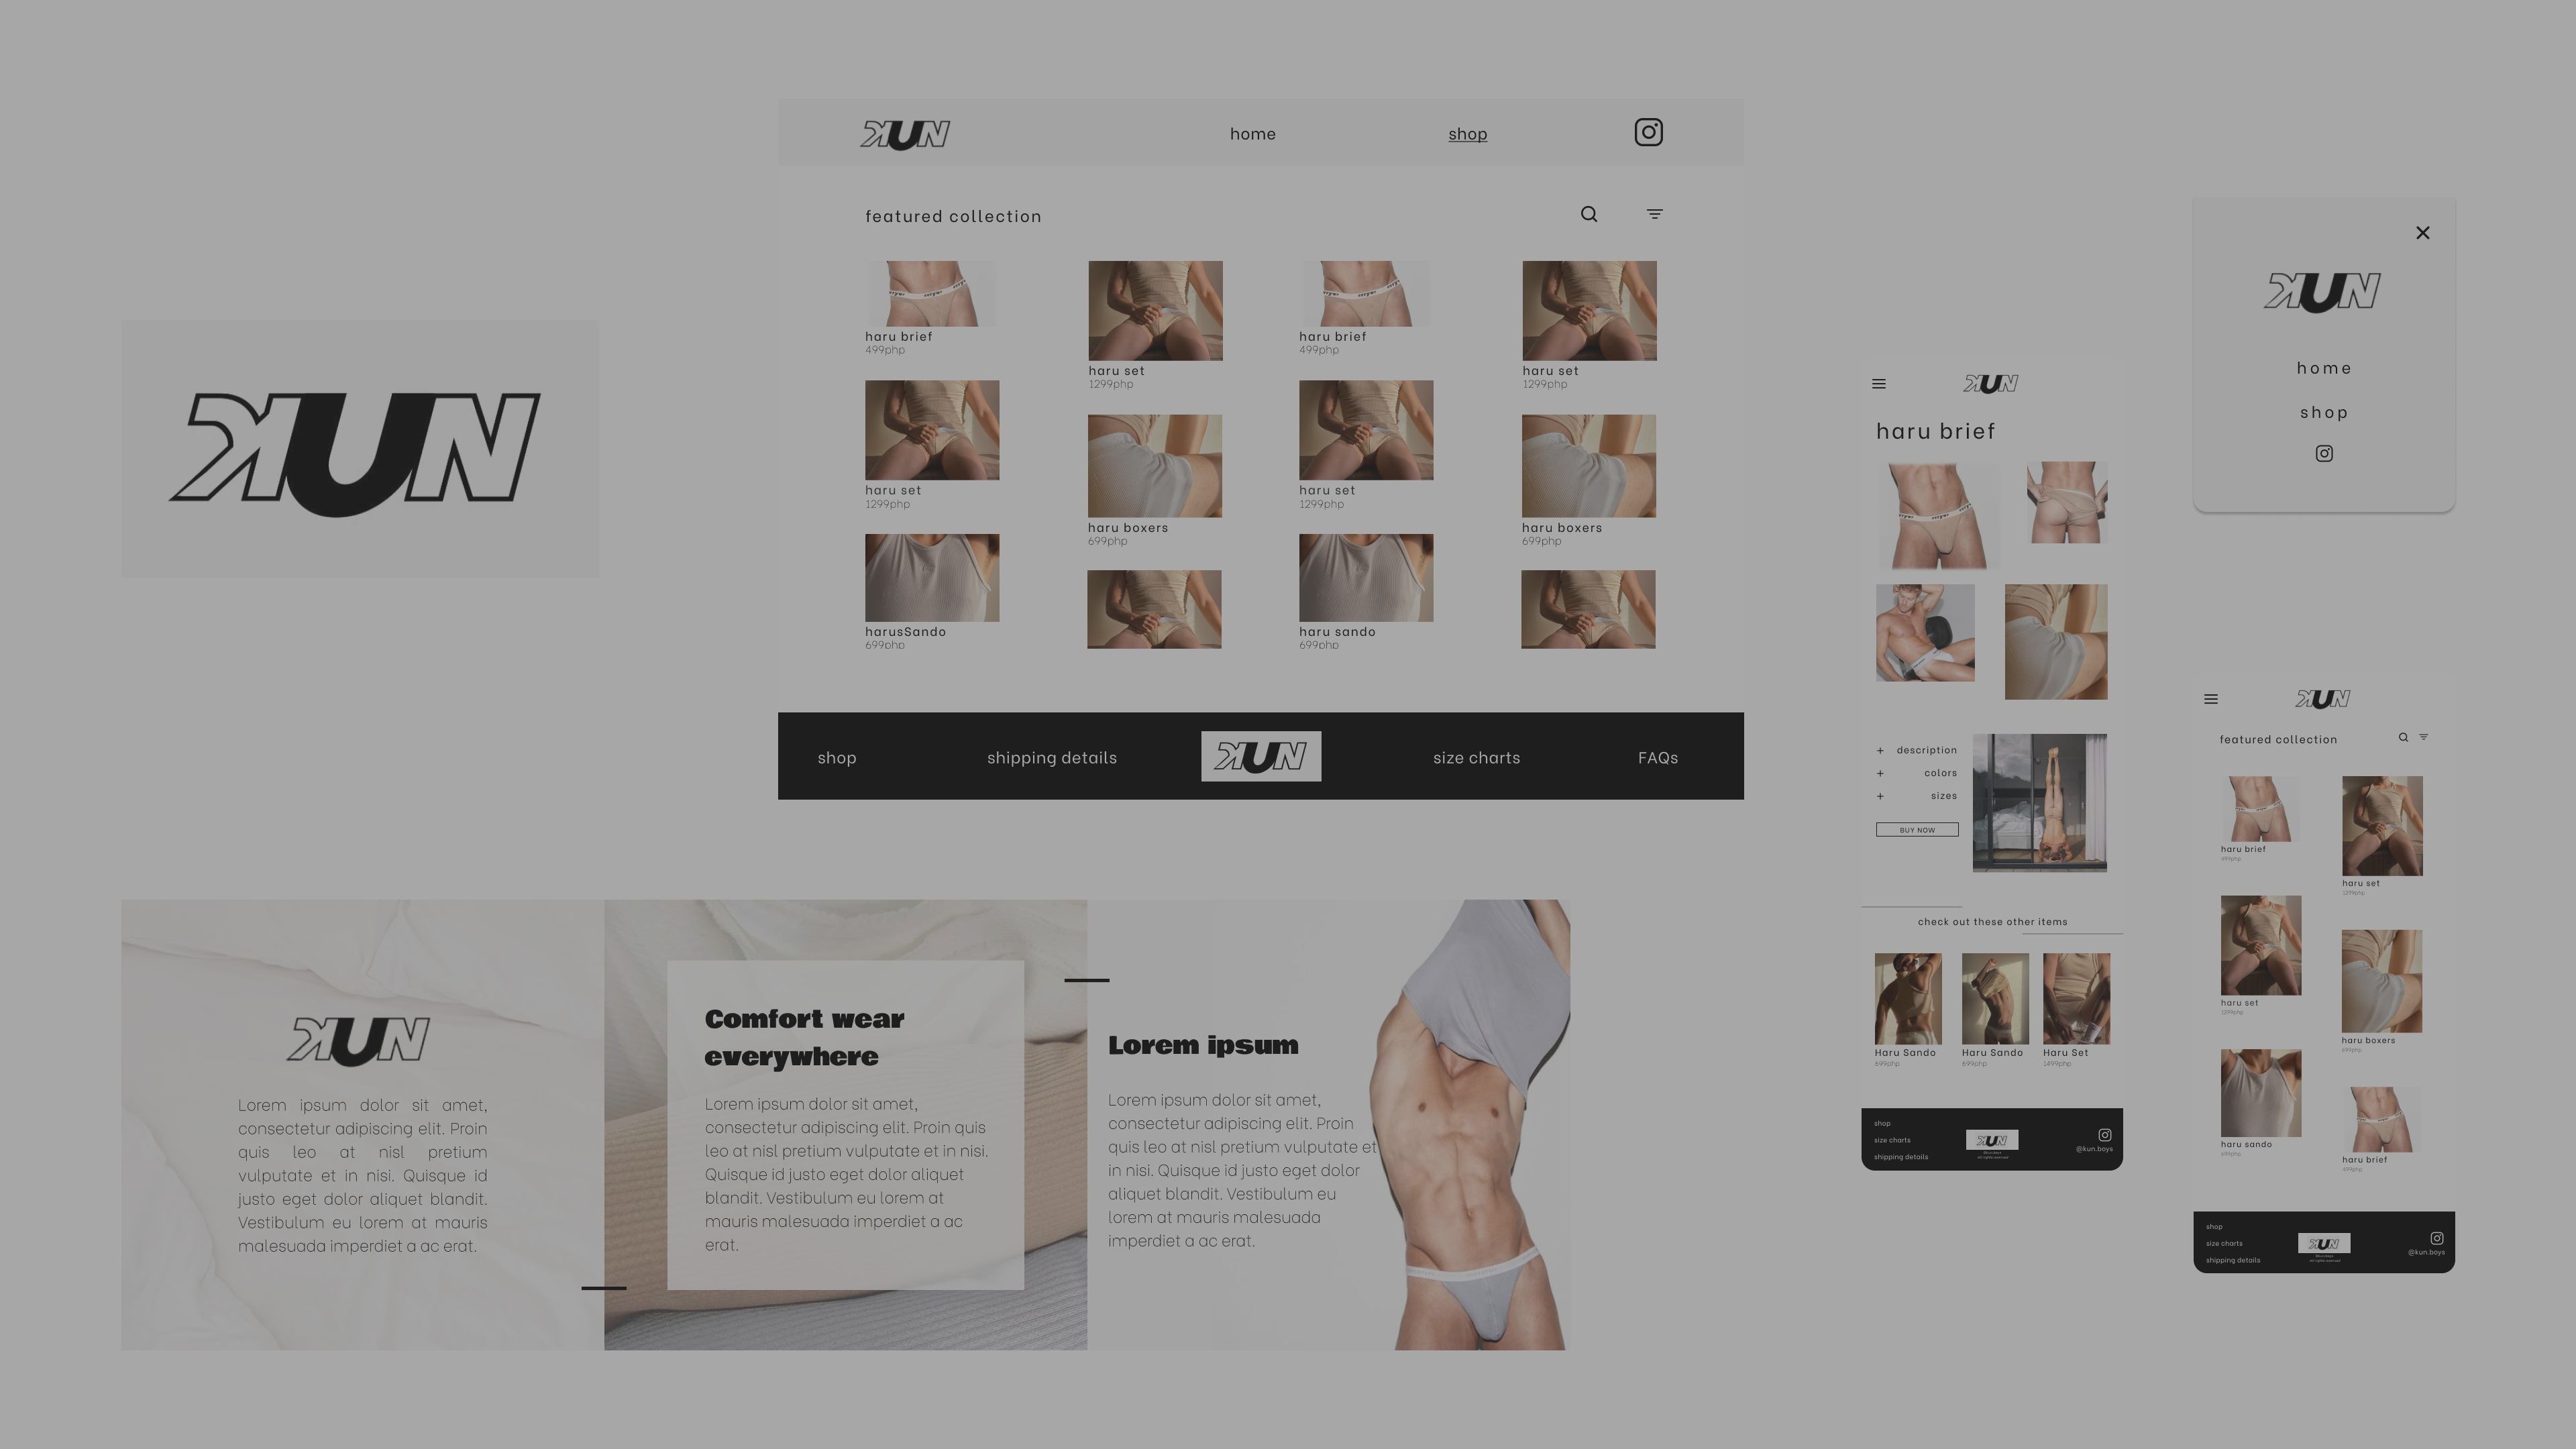 KUN
KUN
home
shop
featured collection
haru brief
499php
haru set
1299php
haru brief
499php
haru set
1299php
haru set
1299php
haru boxers
699php
haru set
1299php
haru boxers
699php
harusSando
699php
haru sando
699php
shop
shipping details
KUN
size charts
FAQs
KUN
Lorem ipsum dolor sit amet,
consectetur adipiscing elit. Proin
quis leo at nisl pretium
vulputate et in nisi. Quisque id
justo eget dolor aliquet blandit.
Vestibulum eu lorem at mauris
malesuada imperdiet a ac erat.
Comfort wear
everywhere
Lorem ipsum dolor sit amet,
consectetur adipiscing elit. Proin quis
leo at nisl pretium vulputate et in nisi.
Quisque id justo eget dolor aliquet
blandit. Vestibulum eu lorem at
mauris malesuada imperdiet a ac
erat.
Lorem ipsum
Lorem ipsum dolor sit amet,
consectetur adipiscing elit. Proin
quis leo at nisl pretium vulputate et
in nisi. Quisque id justo eget dolor
aliquet blandit. Vestibulum eu
lorem at mauris malesuada
imperdiet a ac erat.
KUN
haru brief
+ description
+ colors
+ sizes
BUY NOW
check out these other items
Haru Sando
699php
Haru Sando
699php
Haru Set
1499php
shop
size charts
shipping details
KUN
@kun.boys
KUN
home
shop
KUN
featured collection
haru brief
499php
haru set
1299php
haru set
1299php
haru boxers
699php
haru sando
699php
haru brief
499php
shop
size charts
shipping details
KUN
@kun.boys